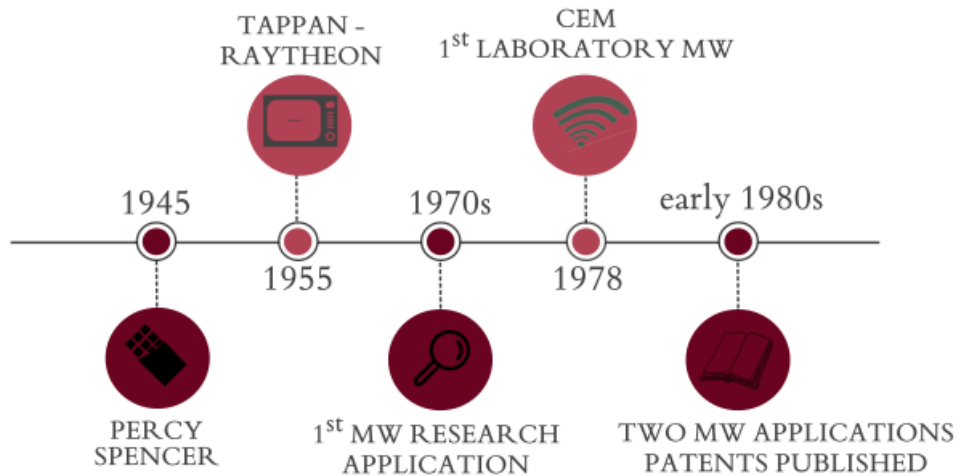 TAPPAN -
RAYTHEON
CEM
1st LABORATORY MW
1945
1970s
early 1980s
1955
1978
PERCY
SPENCER
1st MW RESEARCH
APPLICATION
TWO MW APPLICATIONS
PATENTS PUBLISHED